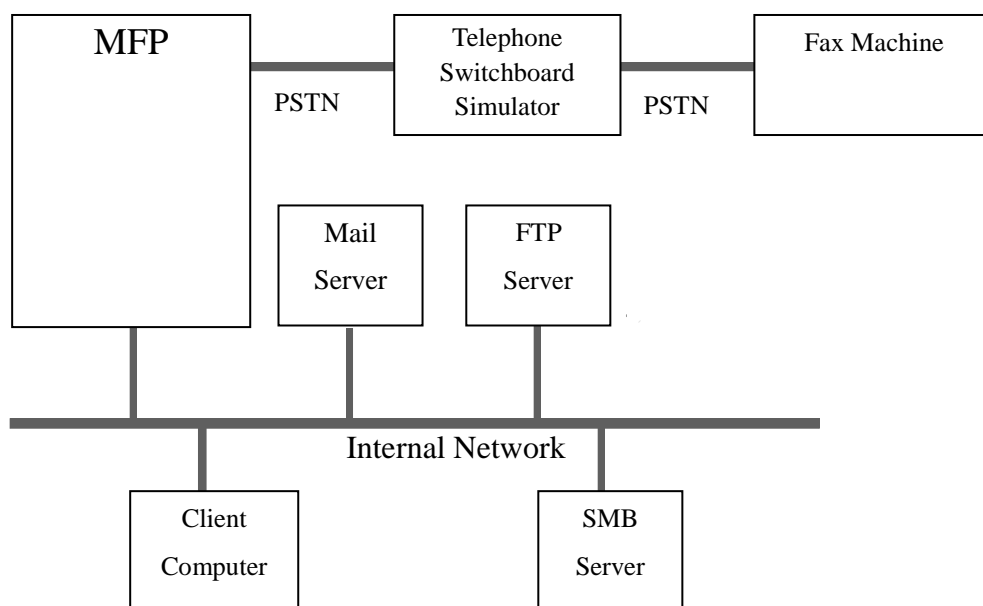 MFP
Telephone
Switchboard
Simulator
Fax Machine
PSTN
PSTN
Mail
Server
FTP
Server
Internal Network
Client
Computer
SMB
Server